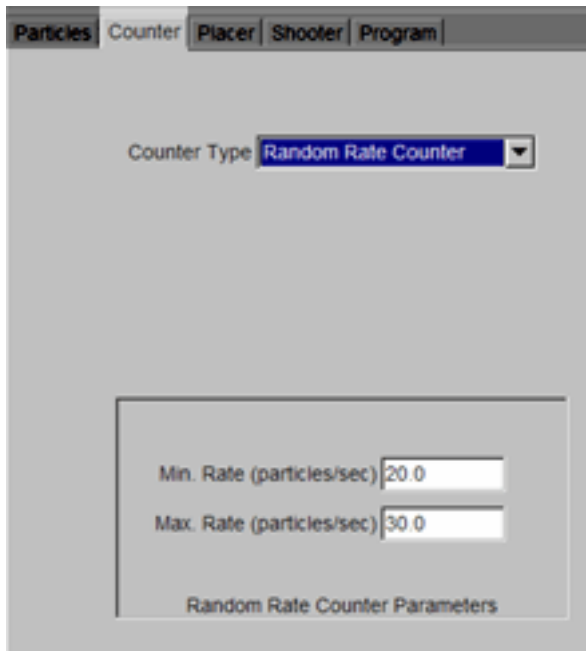 Particles Counter Placer Shooter Program
Counter Type Random Rate Counter
Min. Rate (particles/sec) 20.0
Max. Rate (particles/sec) 30.0
Random Rate Counter Parameters